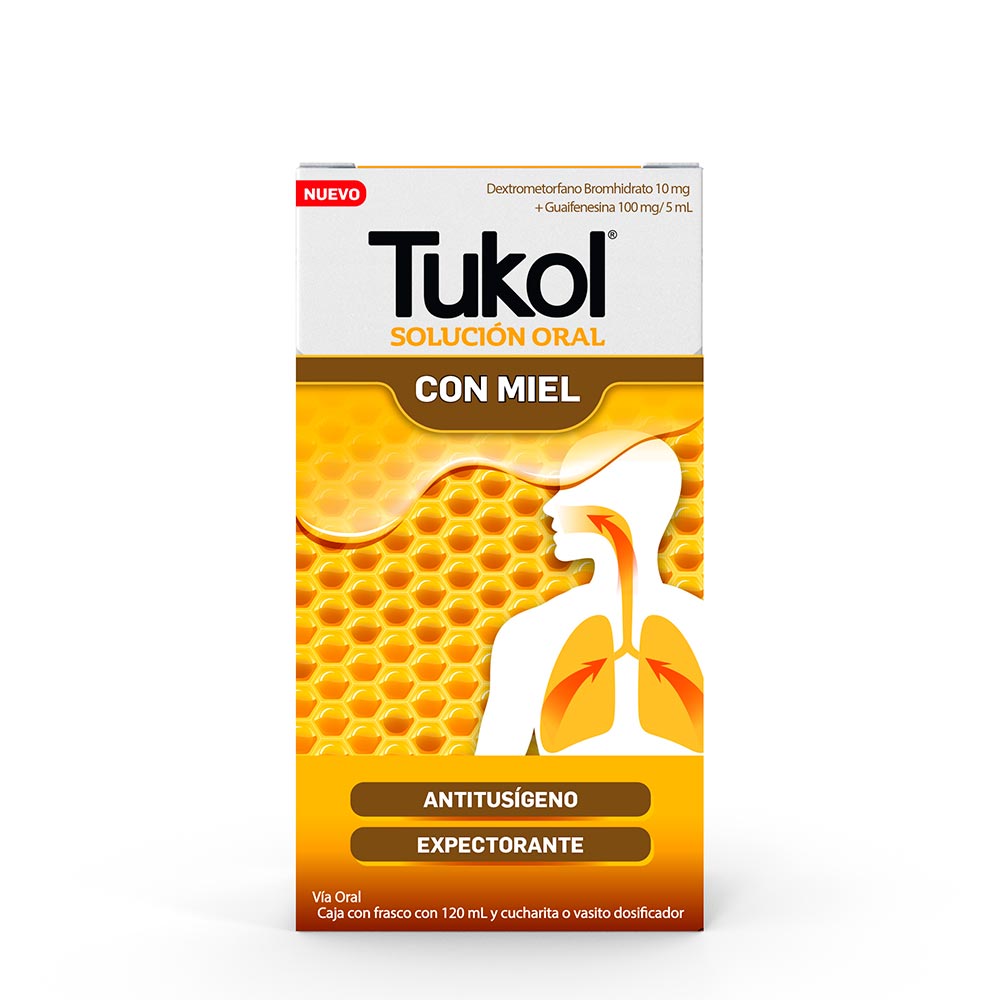 NUEVO
Dextrometorfano Bromhidrato 10 mg
+ Guaifenesina 100 mg/5 mL
Tukol®
SOLUCIÓN ORAL
CON MIEL
ANTITUSÍGENO
EXPECTORANTE
Vía Oral
Caja con frasco con 120 mL y cucharita o vasito dosificador